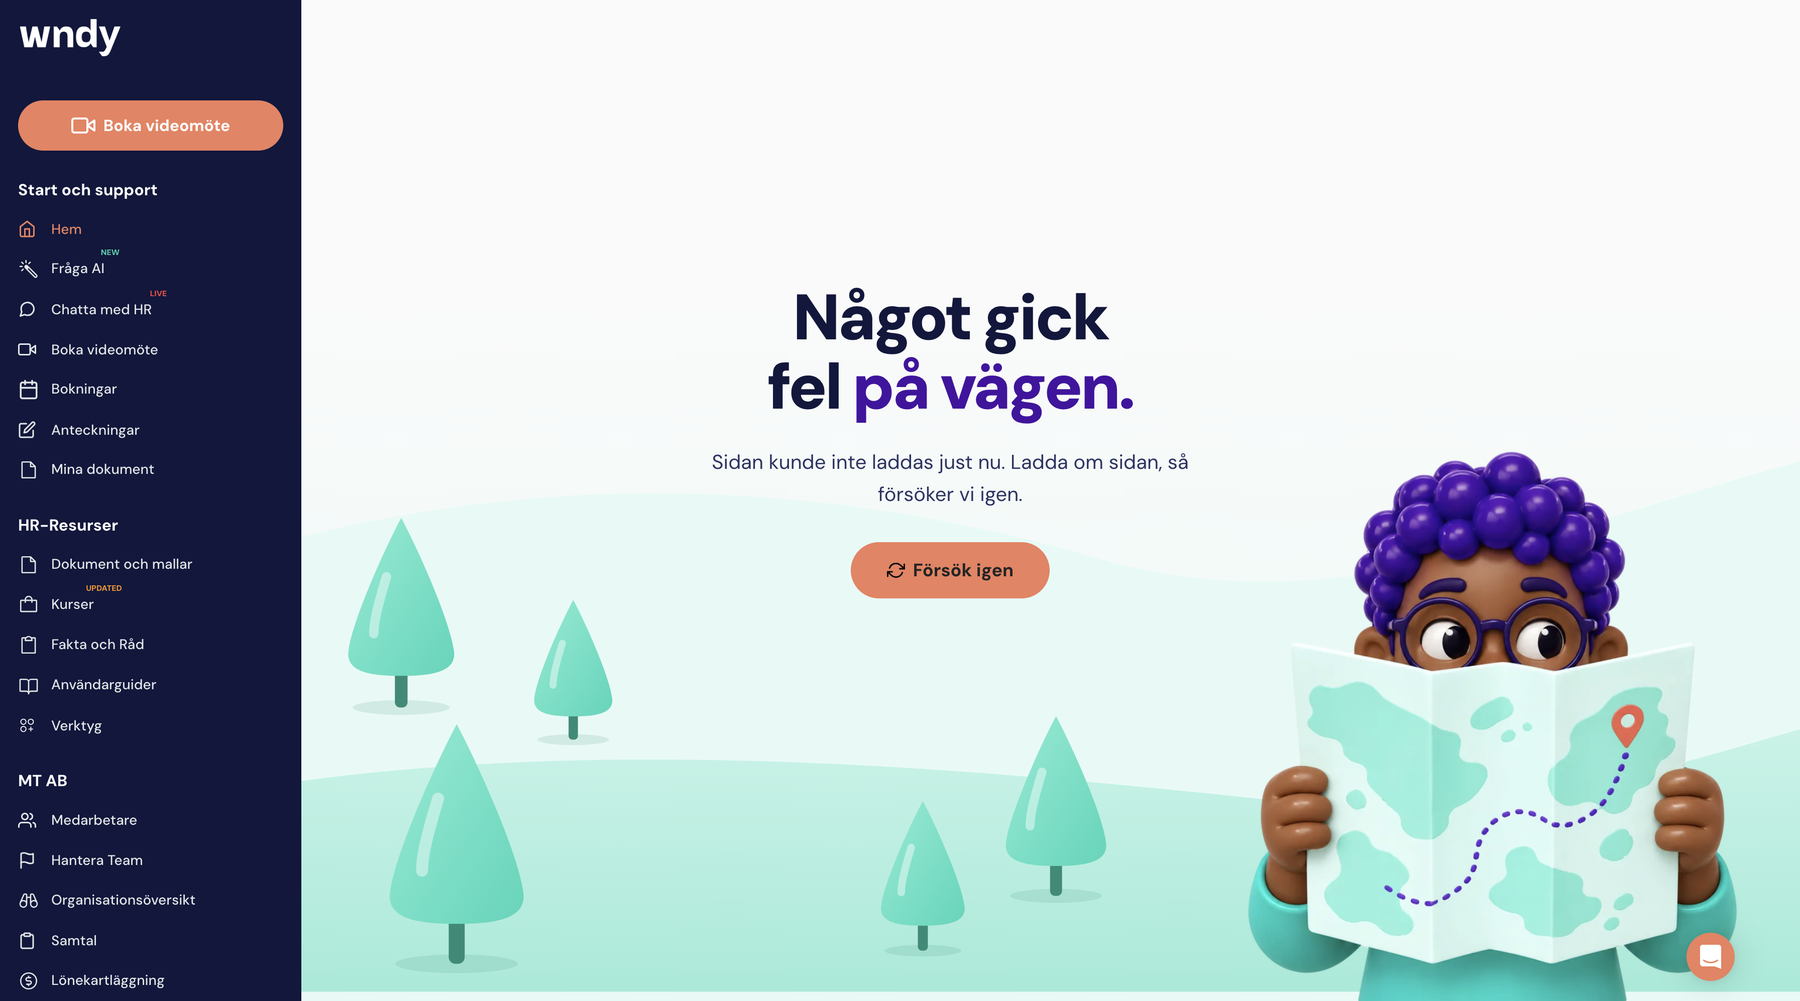 wndy
Boka videomöte
Start och support
Hem
NEW
Fråga AI
LIVE
Chatta med HR
Boka videomöte
Bokningar
Anteckningar
Mina dokument
HR-Resurser
Dokument och mallar
UPDATED
Kurser
Fakta och Råd
Användarguider
Verktyg
MT AB
Medarbetare
Hantera Team
Organisationsöversikt
Samtal
Lönekartläggning
Något gick
fel på vägen.
Sidan kunde inte laddas just nu. Ladda om sidan, så
försöker vi igen.
Försök igen